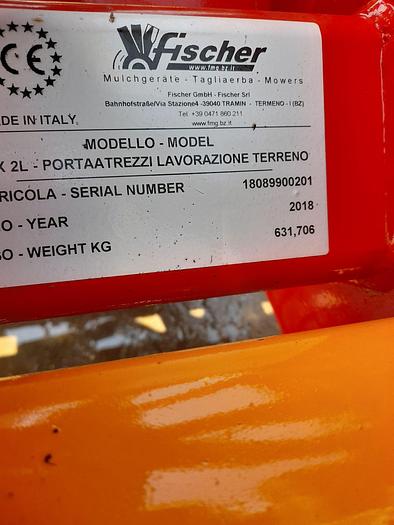 CE
Fischer
www.fmg.bz.it
Mulchgeräte - Tagliaerba - Mowers
Fischer GmbH - Fischer Srl
Bahnhofstraße/Via Stazione4 -39040 TRAMIN - TERMENO - I (BZ)
Tel +39 0471 860 211
www.fmg.bz.it
MADE IN ITALY,
MODELLO - MODEL
X 2L - PORTAATREZZI LAVORAZIONE TERRENO
RICOLA - SERIAL NUMBER 18089900201
O - YEAR 2018
SO - WEIGHT KG 631,706